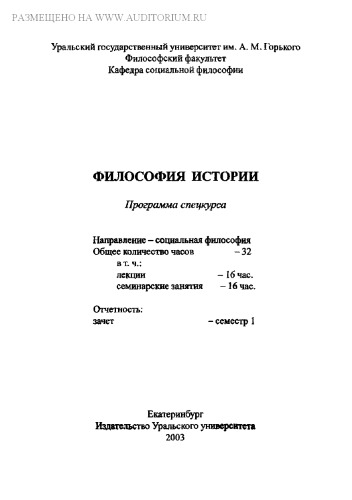 РАЗМЕЩЕНО НА WWW.AUDITORIUM.RU
Уральский государственный университет им. А. М. Горького
Философский факультет
Кафедра социальной философии
ФИЛОСОФИЯ ИСТОРИИ
Программа спецкурса
Направление – социальная философия
Общее количество часов – 32
в т. ч.:
лекции – 16 час.
семинарские занятия – 16 час.
Отчетность:
зачет – семестр 1
Екатеринбург
Издательство Уральского университета
2003